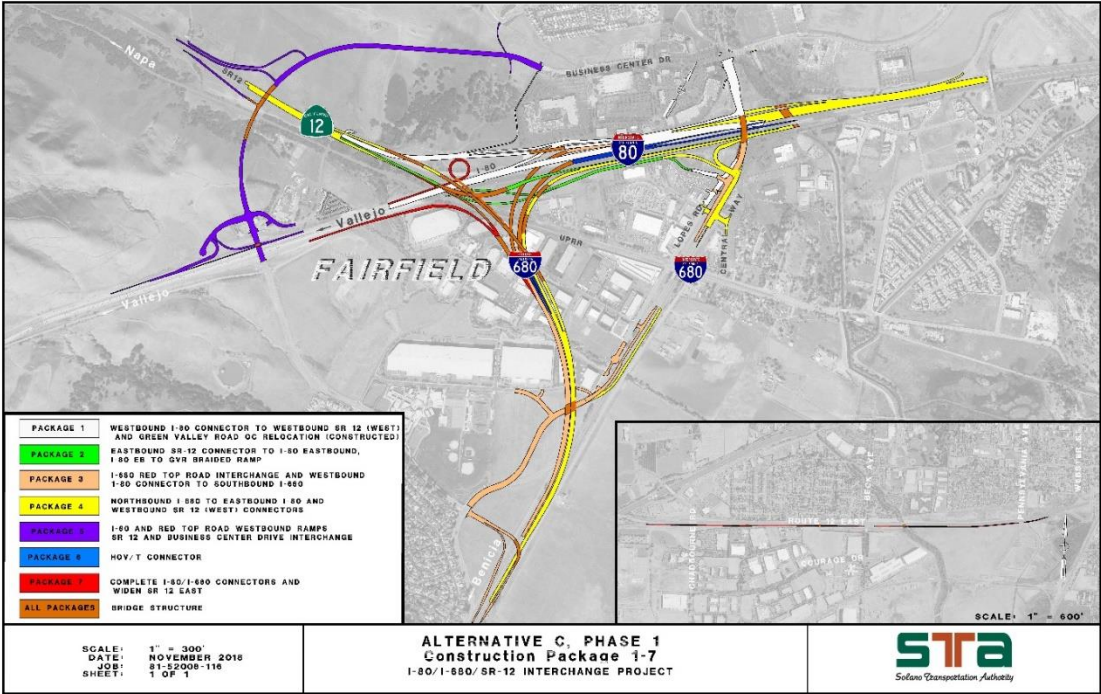 Napa
SR12
BUSINESS CENTER DR
CALIFORNIA
12
INTERSTATE
80
I-80
Vallejo
LOPES RD
CENTRAL WAY
UPRR
FAIRFIELD
680
680
Vallejo
Benicia
PACKAGE 1 WESTBOUND I-80 CONNECTOR TO WESTBOUND SR 12 (WEST)
AND GREEN VALLEY ROAD OC RELOCATION (CONSTRUCTED)
PACKAGE 2 EASTBOUND SR-12 CONNECTOR TO I-80 EASTBOUND,
I-80 EB TO GVR BRAIDED RAMP
PACKAGE 3 I-680 RED TOP ROAD INTERCHANGE AND WESTBOUND
I-80 CONNECTOR TO SOUTHBOUND I-680
PACKAGE 4 NORTHBOUND I-680 TO EASTBOUND I-80 AND
WESTBOUND SR 12 (WEST) CONNECTORS
PACKAGE 5 I-80 AND RED TOP ROAD WESTBOUND RAMPS
SR 12 AND BUSINESS CENTER DRIVE INTERCHANGE
PACKAGE 6 HOV/T CONNECTOR
PACKAGE 7 COMPLETE I-80/I-680 CONNECTORS AND
WIDEN SR 12 EAST
ALL PACKAGES BRIDGE STRUCTURE
CHADBOURNE RD
BECK AVE
PENNSYLVANIA AVE
WEBSTER ST
ROUTE 12 EAST
COURAGE DR
SCALE: 1" = 600'
SCALE: 1" = 300'
DATE: NOVEMBER 2018
JOB: 81-52008-116
SHEET: 1 OF 1
ALTERNATIVE C, PHASE 1
Construction Package 1-7
I-80/I-680/SR-12 INTERCHANGE PROJECT
STa
Solano Transportation Authority